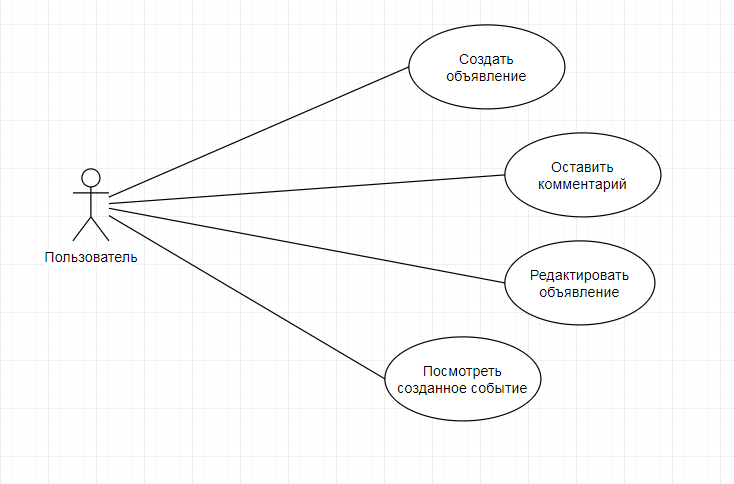 Создать
объявление
Оставить
комментарий
Пользователь
Редактировать
объявление
Посмотреть
созданное событие